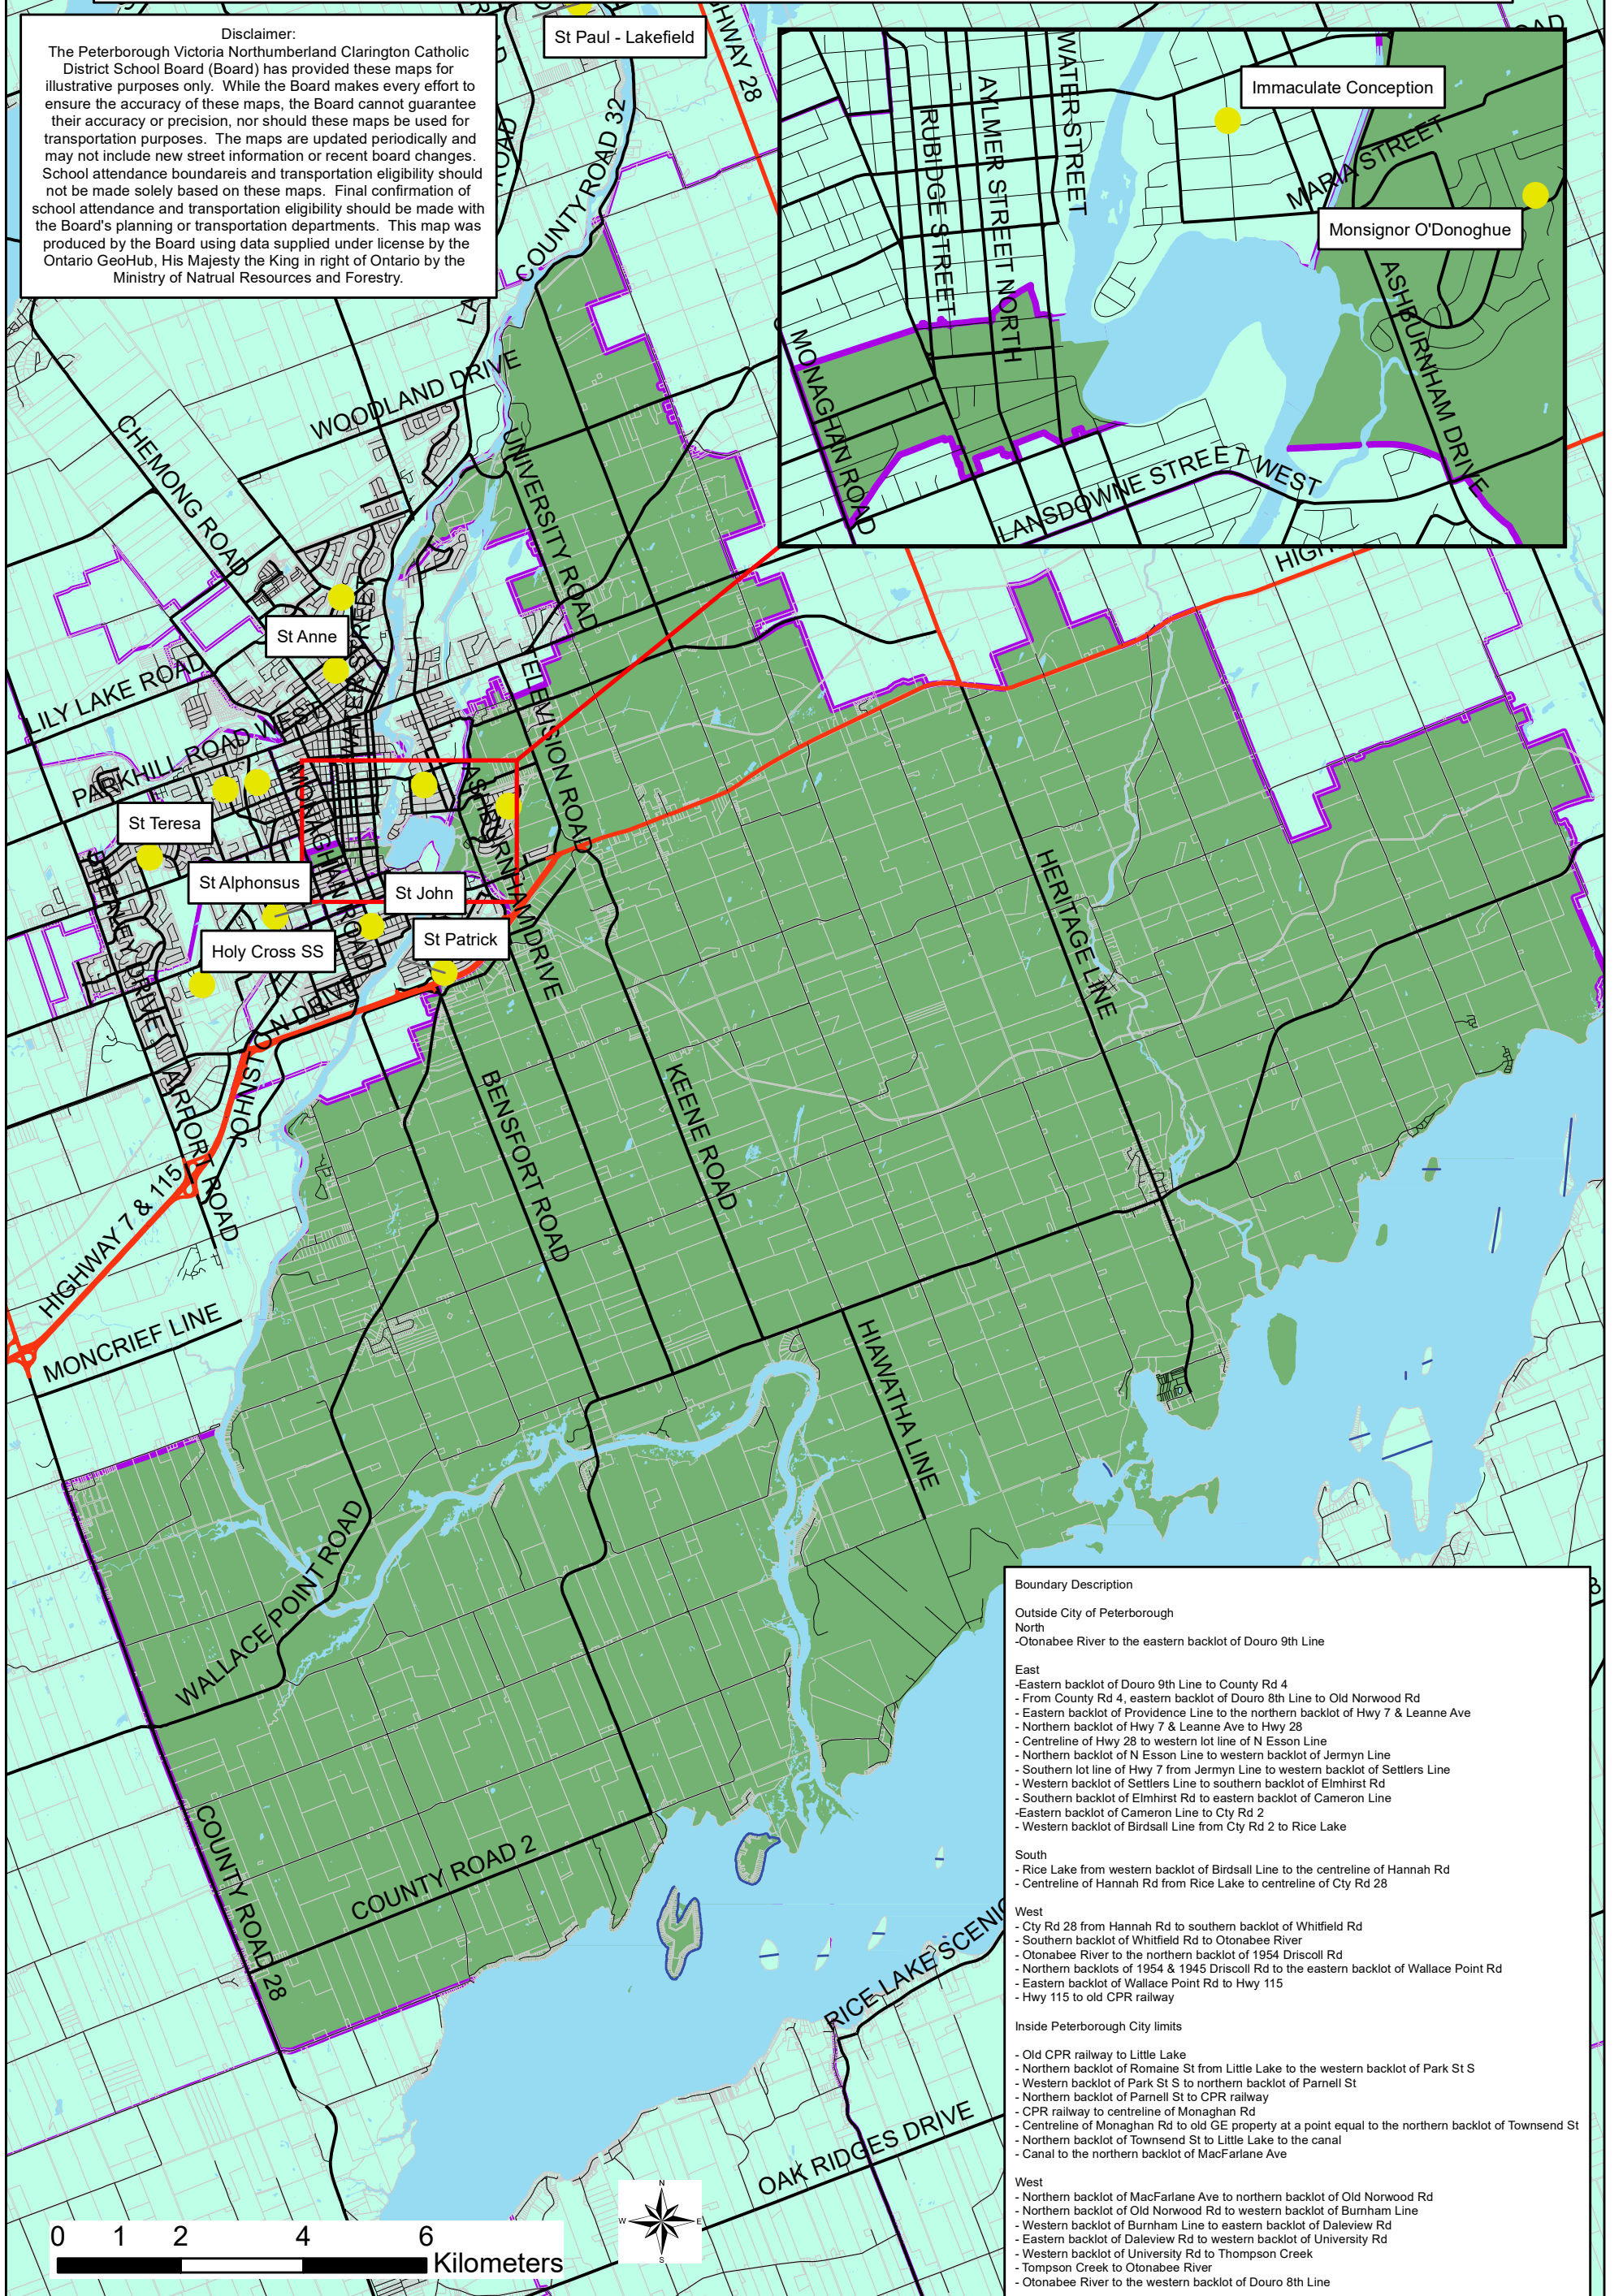 Disclaimer:
The Peterborough Victoria Northumberland Clarington Catholic
District School Board (Board) has provided these maps for
illustrative purposes only. While the Board makes every effort to
ensure the accuracy of these maps, the Board cannot guarantee
their accuracy or precision, nor should these maps be used for
transportation purposes. The maps are updated periodically and
may not include new street information or recent board changes.
School attendance boundareis and transportation eligibility should
not be made solely based on these maps. Final confirmation of
school attendance and transportation eligibility should be made with
the Board's planning or transportation departments. This map was
produced by the Board using data supplied under license by the
Ontario GeoHub, His Majesty the King in right of Ontario by the
Ministry of Natrual Resources and Forestry.
St Paul - Lakefield
COUNTY ROAD 32
Immaculate Conception
Monsignor O'Donoghue
MARIA STREET
WATER STREET
AYLMER STREET NORTH
RUBIDGE STREET
MONAGHAN ROAD
ASHBURNHAM DRIVE
LANSDOWNE STREET WEST
WOODLAND DRIVE
CHEMONG ROAD
UNIVERSITY ROAD
St Anne
WATER STREET
LILY LAKE ROAD
PARKHILL ROAD WEST
TELEVISION ROAD
St Teresa
MONAGHAN ROAD
ASHBURNHAM DRIVE
St Alphonsus
St John
Holy Cross SS
St Patrick
HERITAGE LINE
JOHNSTON DRIVE
AIRPORT ROAD
BENSFORT ROAD
KEENE ROAD
HIGHWAY 7 & 115
MONCRIEF LINE
HIAWATHA LINE
WALLACE POINT ROAD
COUNTY ROAD 28
COUNTY ROAD 2
OAK RIDGES DRIVE
Boundary Description
Outside City of Peterborough
North
-Otonabee River to the eastern backlot of Douro 9th Line
East
-Eastern backlot of Douro 9th Line to County Rd 4
- From County Rd 4, eastern backlot of Douro 8th Line to Old Norwood Rd
- Eastern backlot of Providence Line to the northern backlot of Hwy 7 & Leanne Ave
- Northern backlot of Hwy 7 & Leanne Ave to Hwy 28
- Centreline of Hwy 28 to western lot line of N Esson Line
- Northern backlot of N Esson Line to western backlot of Jermyn Line
- Southern lot line of Hwy 7 from Jermyn Line to western backlot of Settlers Line
- Western backlot of Settlers Line to southern backlot of Elmhirst Rd
- Southern backlot of Elmhirst Rd to eastern backlot of Cameron Line
-Eastern backlot of Cameron Line to Cty Rd 2
- Western backlot of Birdsall Line from Cty Rd 2 to Rice Lake
South
- Rice Lake from western backlot of Birdsall Line to the centreline of Hannah Rd
- Centreline of Hannah Rd from Rice Lake to centreline of Cty Rd 28
West
- Cty Rd 28 from Hannah Rd to southern backlot of Whitfield Rd
- Southern backlot of Whitfield Rd to Otonabee River
- Otonabee River to the northern backlot of 1954 Driscoll Rd
- Northern backlots of 1954 & 1945 Driscoll Rd to the eastern backlot of Wallace Point Rd
- Eastern backlot of Wallace Point Rd to Hwy 115
- Hwy 115 to old CPR railway
Inside Peterborough City limits
- Old CPR railway to Little Lake
- Northern backlot of Romaine St from Little Lake to the western backlot of Park St S
- Western backlot of Park St S to northern backlot of Parnell St
- Northern backlot of Parnell St to CPR railway
- CPR railway to centreline of Monaghan Rd
- Centreline of Monaghan Rd to old GE property at a point equal to the northern backlot of Townsend St
- Northern backlot of Townsend St to Little Lake to the canal
- Canal to the northern backlot of MacFarlane Ave
West
- Northern backlot of MacFarlane Ave to northern backlot of Old Norwood Rd
- Northern backlot of Old Norwood Rd to western backlot of Burnham Line
- Western backlot of Burnham Line to eastern backlot of Daleview Rd
- Eastern backlot of Daleview Rd to western backlot of University Rd
- Western backlot of University Rd to Thompson Creek
- Tompson Creek to Otonabee River
- Otonabee River to the western backlot of Douro 8th Line
RICE LAKE SCENIC
N
W E
S
0 1 2 4 6
Kilometers